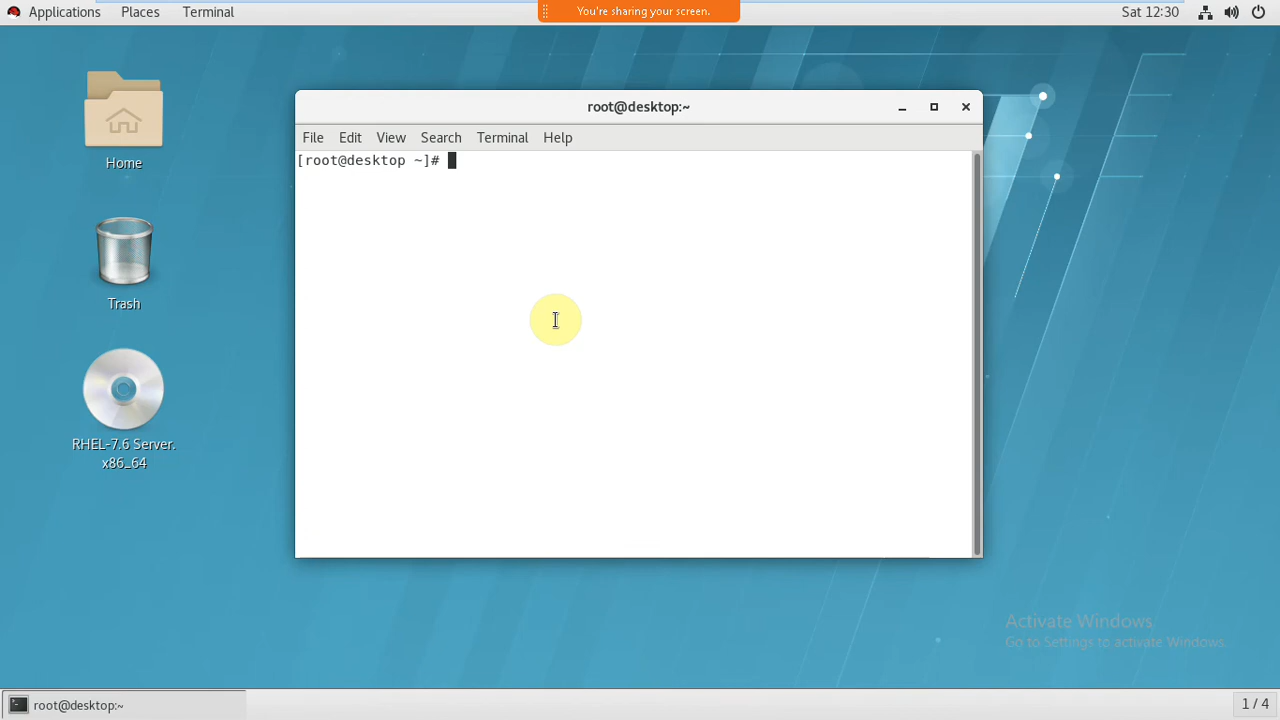 Applications Places Terminal
You're sharing your screen.
Sat 12:30
root@desktop:~
File Edit View Search Terminal Help
[root@desktop ~]#
Home
Trash
RHEL-7.6 Server.
x86_64
Activate Windows
Go to Settings to activate Windows.
root@desktop:~
1 / 4